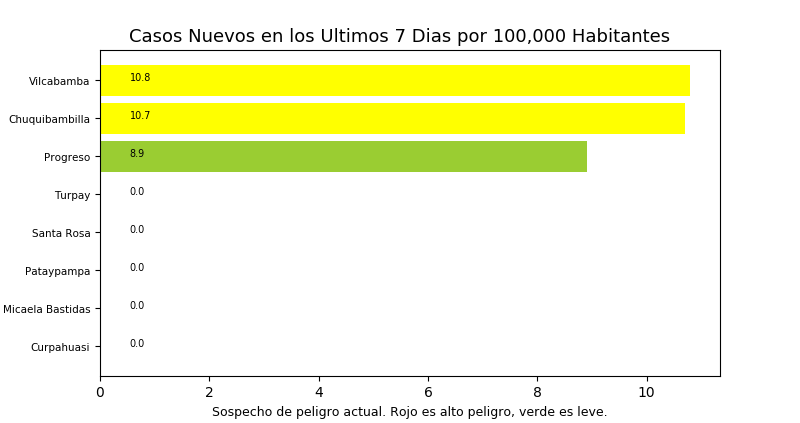 Casos Nuevos en los Ultimos 7 Dias por 100,000 Habitantes
Vilcabamba 10.8
Chuquibambilla 10.7
Progreso 8.9
Turpay 0.0
Santa Rosa 0.0
Pataypampa 0.0
Micaela Bastidas 0.0
Curpahuasi 0.0
0 2 4 6 8 10
Sospecho de peligro actual. Rojo es alto peligro, verde es leve.